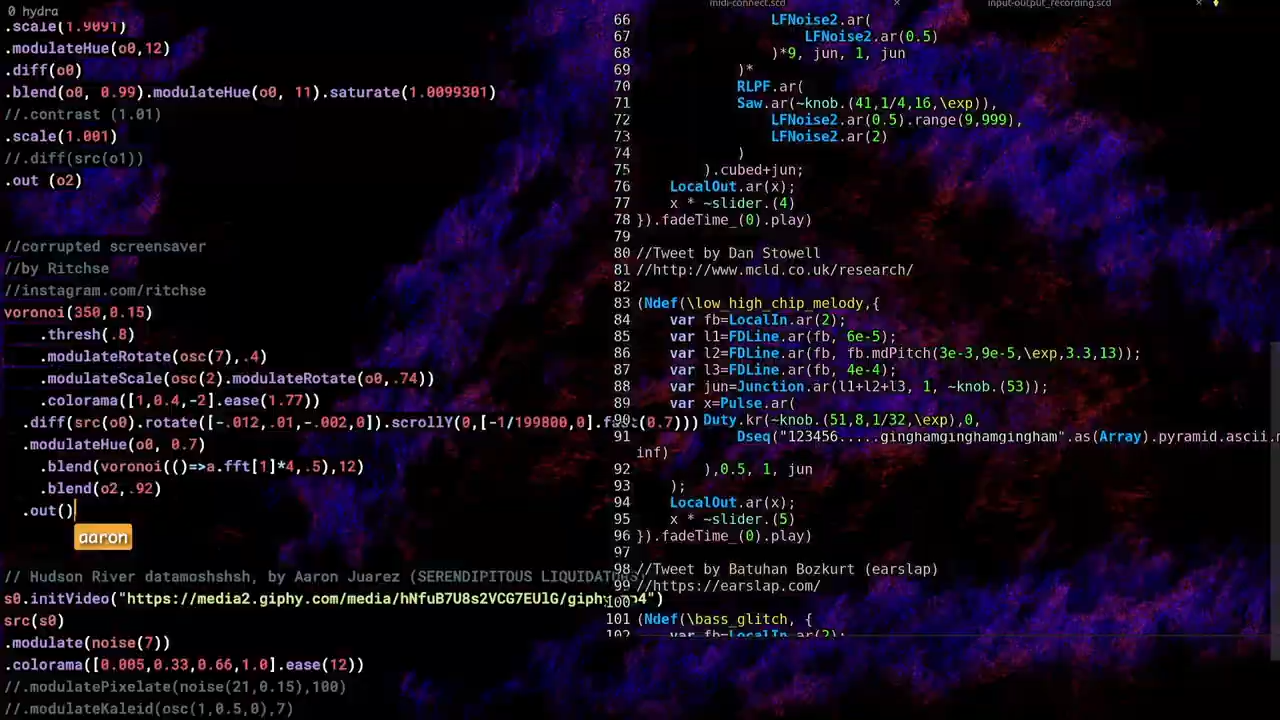 0 hydra
.scale(1.9091)
.modulateHue(o0,12)
.diff(o0)
.blend(o0, 0.99).modulateHue(o0, 11).saturate(1.0099301)
//.contrast (1.01)
.scale(1.001)
//.diff(src(o1))
.out (o2)
//corrupted screensaver
//by Ritchse
//instagram.com/ritchse
voronoi(350,0.15)
.thresh(.8)
.modulateRotate(osc(7),.4)
.modulateScale(osc(2).modulateRotate(o0,.74))
.colorama([1,0.4,-2].ease(1.77))
.diff(src(o0).rotate([-.012,.01,-.002,0]).scrollY(0,[-1/199800,0].fast(0.7)))
.modulateHue(o0, 0.7)
.blend(voronoi(()=>a.fft[1]*4,.5),12)
.blend(o2,.92)
.out()
aaron
// Hudson River datamoshshsh, by Aaron Juarez (SERENDIPITOUS LIQUIDATORS)
s0.initVideo("https://media2.giphy.com/media/hNfuB7U8s2VCG7EUlG/giphy.mp4")
src(s0)
.modulate(noise(7))
.colorama([0.005,0.33,0.66,1.0].ease(12))
//.modulatePixelate(noise(21,0.15),100)
//.modulateKaleid(osc(1,0.5,0),7)
midi-connect.scd
input-output_recording.scd
66 LFNoise2.ar(
67 LFNoise2.ar(0.5)
68 )*9, jun, 1, jun
69 )*
70 RLPF.ar(
71 Saw.ar(~knob.(41,1/4,16,\exp)),
72 LFNoise2.ar(0.5).range(9,999),
73 LFNoise2.ar(2)
74 )
75 ).cubed+jun;
76 LocalOut.ar(x);
77 x * ~slider.(4)
78 }).fadeTime_(0).play)
79
80 //Tweet by Dan Stowell
81 //http://www.mcld.co.uk/research/
82
83 (Ndef(\low_high_chip_melody,{
84 var fb=LocalIn.ar(2);
85 var l1=FDLine.ar(fb, 6e-5);
86 var l2=FDLine.ar(fb, fb.mdPitch(3e-3,9e-5,\exp,3.3,13));
87 var l3=FDLine.ar(fb, 4e-4);
88 var jun=Junction.ar(l1+l2+l3, 1, ~knob.(53));
89 var x=Pulse.ar(
90 Duty.kr(~knob.(51,8,1/32,\exp),0,
91 Dseq("123456.....ginghamginghamgingham".as(Array).pyramid.ascii.m
inf)
92 ),0.5, 1, jun
93 );
94 LocalOut.ar(x);
95 x * ~slider.(5)
96 }).fadeTime_(0).play)
97
98 //Tweet by Batuhan Bozkurt (earslap)
99 //https://earslap.com/
100
101 (Ndef(\bass_glitch, {
102 var fb=LocalIn.ar(2);